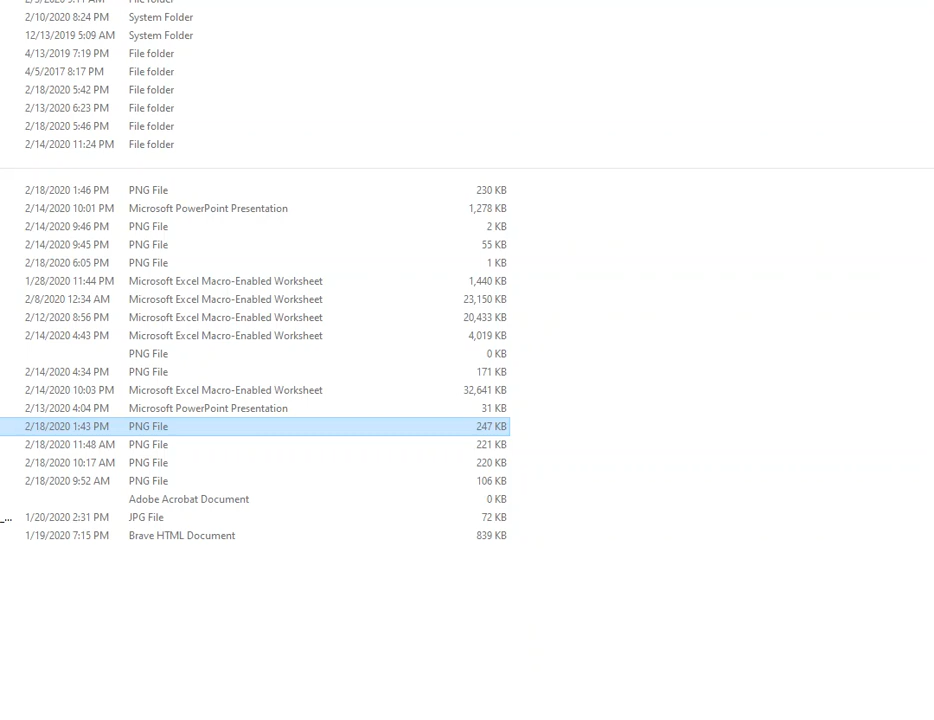 2/10/2020 8:24 PM System Folder
12/13/2019 5:09 AM System Folder
4/13/2019 7:19 PM File folder
4/5/2017 8:17 PM File folder
2/18/2020 5:42 PM File folder
2/13/2020 6:23 PM File folder
2/18/2020 5:46 PM File folder
2/14/2020 11:24 PM File folder
2/18/2020 1:46 PM PNG File 230 KB
2/14/2020 10:01 PM Microsoft PowerPoint Presentation 1,278 KB
2/14/2020 9:46 PM PNG File 2 KB
2/14/2020 9:45 PM PNG File 55 KB
2/18/2020 6:05 PM PNG File 1 KB
1/28/2020 11:44 PM Microsoft Excel Macro-Enabled Worksheet 1,440 KB
2/8/2020 12:34 AM Microsoft Excel Macro-Enabled Worksheet 23,150 KB
2/12/2020 8:56 PM Microsoft Excel Macro-Enabled Worksheet 20,433 KB
2/14/2020 4:43 PM Microsoft Excel Macro-Enabled Worksheet 4,019 KB
PNG File 0 KB
2/14/2020 4:34 PM PNG File 171 KB
2/14/2020 10:03 PM Microsoft Excel Macro-Enabled Worksheet 32,641 KB
2/13/2020 4:04 PM Microsoft PowerPoint Presentation 31 KB
2/18/2020 1:43 PM PNG File 247 KB
2/18/2020 11:48 AM PNG File 221 KB
2/18/2020 10:17 AM PNG File 220 KB
2/18/2020 9:52 AM PNG File 106 KB
Adobe Acrobat Document 0 KB
_... 1/20/2020 2:31 PM JPG File 72 KB
1/19/2020 7:15 PM Brave HTML Document 839 KB